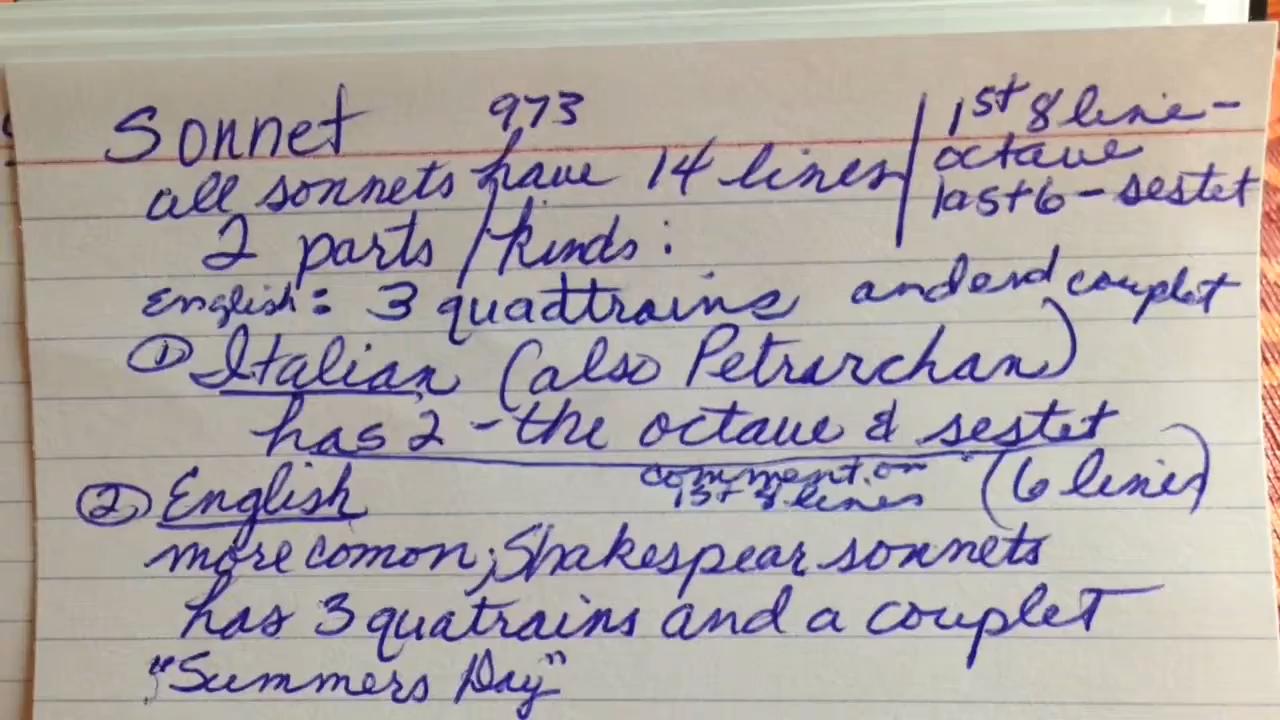 Sonnet 973
all sonnets have 14 lines
1st 8 line -
octave
last 6 - sestet
2 parts / kinds :
English: 3 quadtrains and end couplet
① Italian (also Petrarchan)
has 2 - the octave & sestet
comment on (6 lines)
1st 8 lines
② English
more comon; Shakespear sonnets
has 3 quatrains and a couplet
"Summers Day"